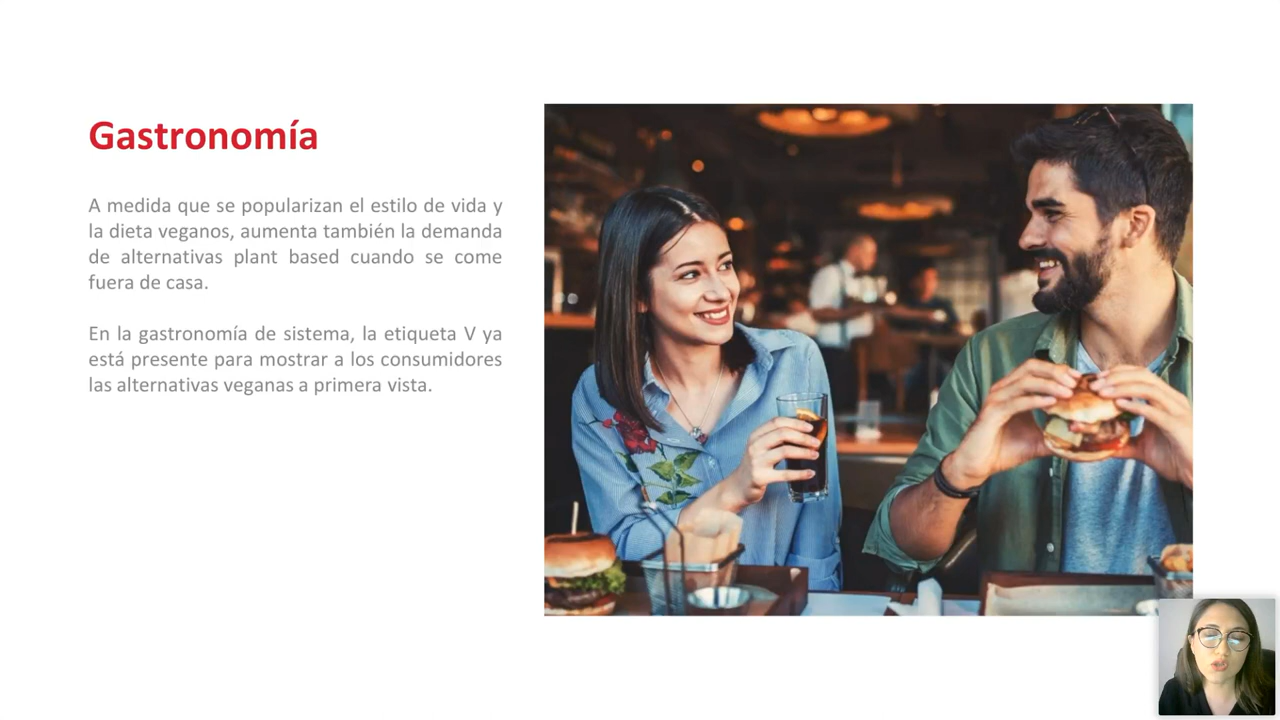 Gastronomía
A medida que se popularizan el estilo de vida y
la dieta veganos, aumenta también la demanda
de alternativas plant based cuando se come
fuera de casa.
En la gastronomía de sistema, la etiqueta V ya
está presente para mostrar a los consumidores
las alternativas veganas a primera vista.